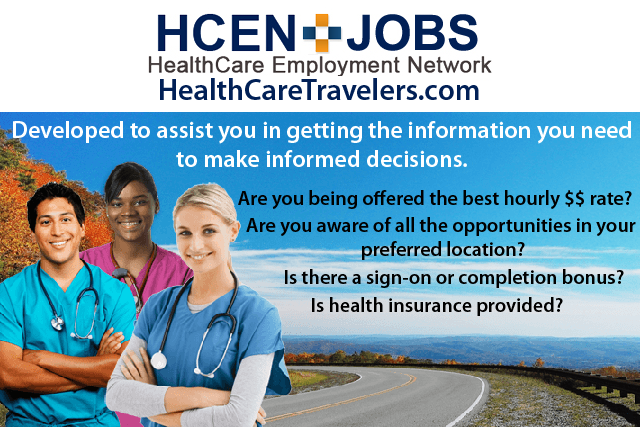 HCEN JOBS
HealthCare Employment Network
HealthCareTravelers.com
Developed to assist you in getting the information you need
to make informed decisions.
Are you being offered the best hourly $$ rate?
Are you aware of all the opportunities in your
preferred location?
Is there a sign-on or completion bonus?
Is health insurance provided?